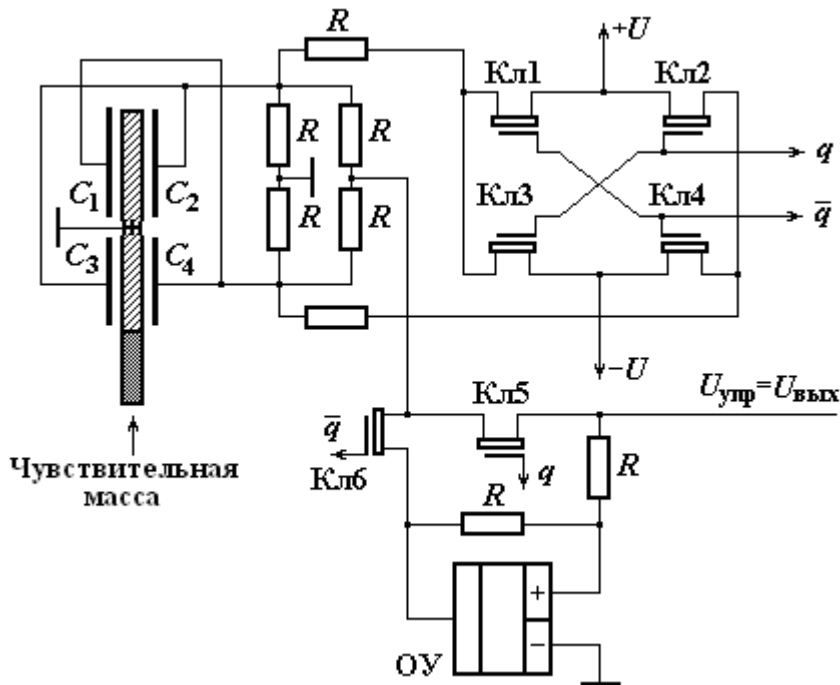 R
+U
Кл1
Кл2
R
R
q
C1
C2
q̄
R
R
Кл3
Кл4
C3
C4
−U
Кл5
Uупр=Uвых
q̄
Кл6
q
R
R
Чувствительная
масса
+
−
ОУ